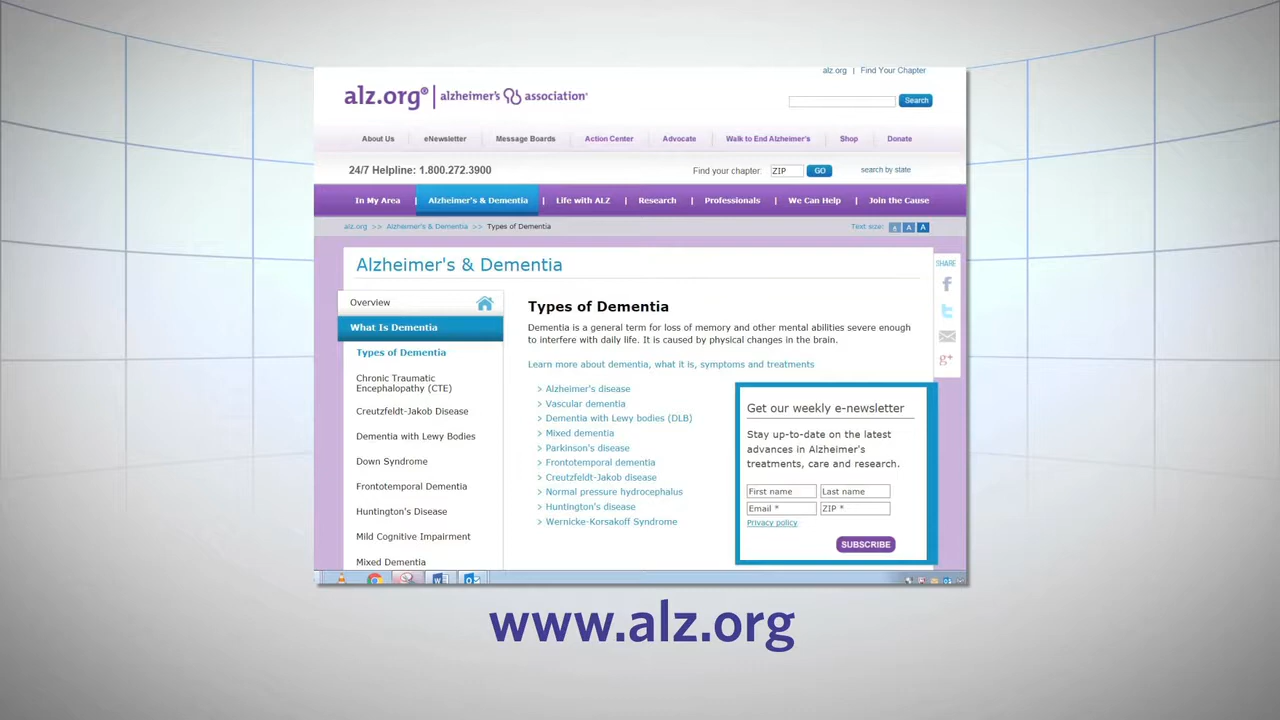 alz.org | Find Your Chapter
alz.org® | alzheimer's association®
Search
About Us eNewsletter Message Boards Action Center Advocate Walk to End Alzheimer's Shop Donate
24/7 Helpline: 1.800.272.3900 Find your chapter: ZIP GO search by state
In My Area | Alzheimer's & Dementia | Life with ALZ | Research | Professionals | We Can Help | Join the Cause
alz.org >> Alzheimer's & Dementia >> Types of Dementia Text size: A A A
Alzheimer's & Dementia
SHARE
Overview
What Is Dementia
Types of Dementia
Chronic Traumatic
Encephalopathy (CTE)
Creutzfeldt-Jakob Disease
Dementia with Lewy Bodies
Down Syndrome
Frontotemporal Dementia
Huntington's Disease
Mild Cognitive Impairment
Mixed Dementia
Types of Dementia
Dementia is a general term for loss of memory and other mental abilities severe enough
to interfere with daily life. It is caused by physical changes in the brain.
Learn more about dementia, what it is, symptoms and treatments
> Alzheimer's disease
> Vascular dementia
> Dementia with Lewy bodies (DLB)
> Mixed dementia
> Parkinson's disease
> Frontotemporal dementia
> Creutzfeldt-Jakob disease
> Normal pressure hydrocephalus
> Huntington's disease
> Wernicke-Korsakoff Syndrome
Get our weekly e-newsletter
Stay up-to-date on the latest
advances in Alzheimer's
treatments, care and research.
First name Last name
Email * ZIP *
Privacy policy
SUBSCRIBE
www.alz.org